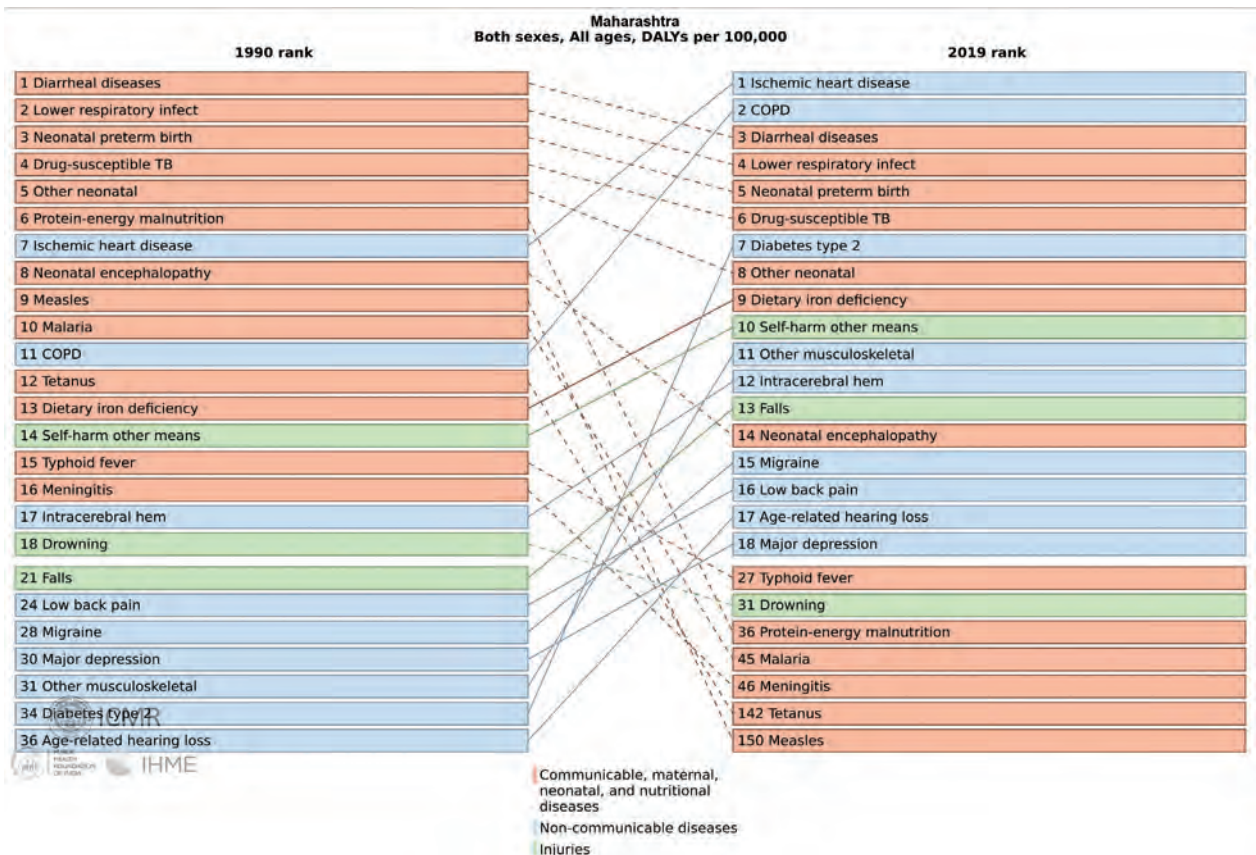 Maharashtra
Both sexes, All ages, DALYs per 100,000
1990 rank
1 Diarrheal diseases
2 Lower respiratory infect
3 Neonatal preterm birth
4 Drug-susceptible TB
5 Other neonatal
6 Protein-energy malnutrition
7 Ischemic heart disease
8 Neonatal encephalopathy
9 Measles
10 Malaria
11 COPD
12 Tetanus
13 Dietary iron deficiency
14 Self-harm other means
15 Typhoid fever
16 Meningitis
17 Intracerebral hem
18 Drowning
21 Falls
24 Low back pain
28 Migraine
30 Major depression
31 Other musculoskeletal
34 Diabetes type 2
36 Age-related hearing loss
ICMR
PUBLIC
HEALTH
FOUNDATION
OF INDIA
IHME
2019 rank
1 Ischemic heart disease
2 COPD
3 Diarrheal diseases
4 Lower respiratory infect
5 Neonatal preterm birth
6 Drug-susceptible TB
7 Diabetes type 2
8 Other neonatal
9 Dietary iron deficiency
10 Self-harm other means
11 Other musculoskeletal
12 Intracerebral hem
13 Falls
14 Neonatal encephalopathy
15 Migraine
16 Low back pain
17 Age-related hearing loss
18 Major depression
27 Typhoid fever
31 Drowning
36 Protein-energy malnutrition
45 Malaria
46 Meningitis
142 Tetanus
150 Measles
Communicable, maternal,
neonatal, and nutritional
diseases
Non-communicable diseases
Injuries